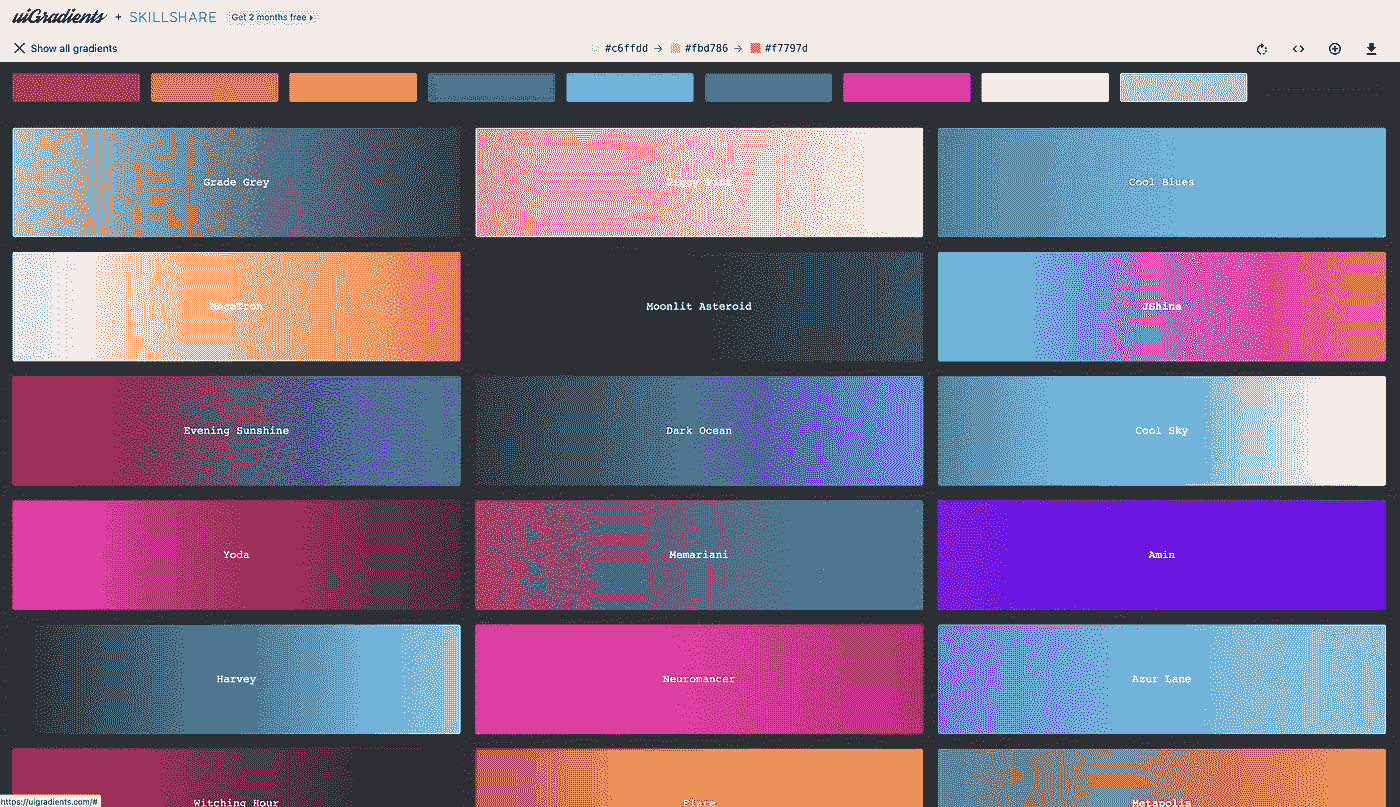 uiGradients + SKILLSHARE Get 2 months free ▸
Show all gradients
#c6ffdd → #fbd786 → #f7797d
Grade Grey
Piggy Pink
Cool Blues
MegaTron
Moonlit Asteroid
JShine
Evening Sunshine
Dark Ocean
Cool Sky
Yoda
Memariani
Amin
Harvey
Neuromancer
Azur Lane
Witching Hour
Flare
Metapolis
https://uigradients.com/#